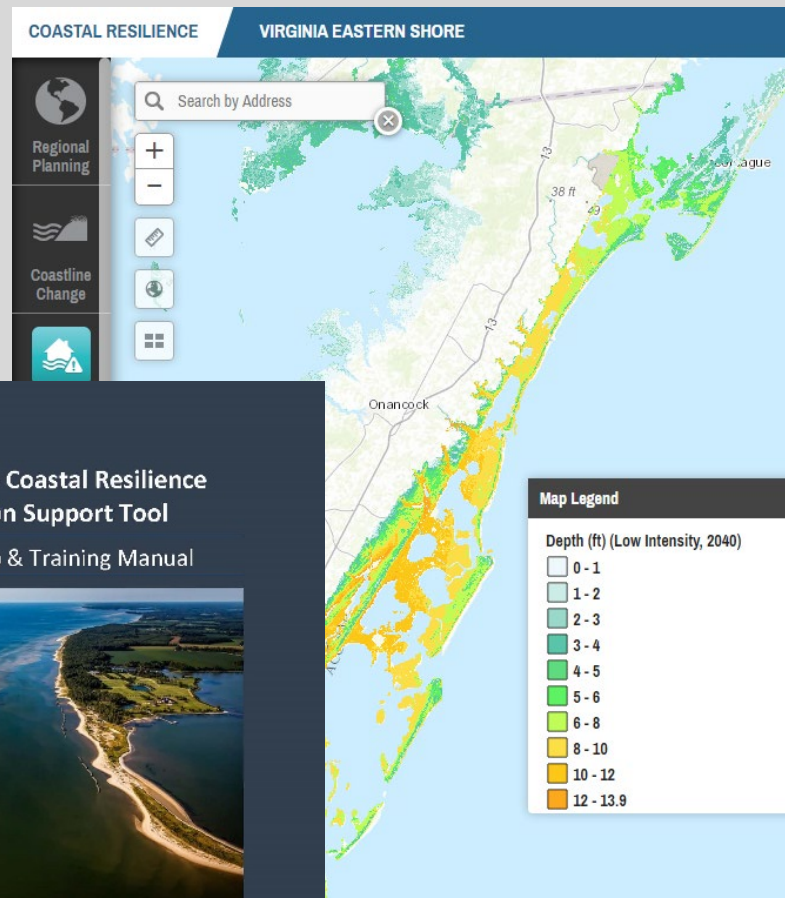 COASTAL RESILIENCE
VIRGINIA EASTERN SHORE
Search by Address
Regional
Planning
Coastline
Change
+
−
13
38 ft
ague
13
Onancock
Coastal Resilience
n Support Tool
& Training Manual
Map Legend
Depth (ft) (Low Intensity, 2040)
0 - 1
1 - 2
2 - 3
3 - 4
4 - 5
5 - 6
6 - 8
8 - 10
10 - 12
12 - 13.9